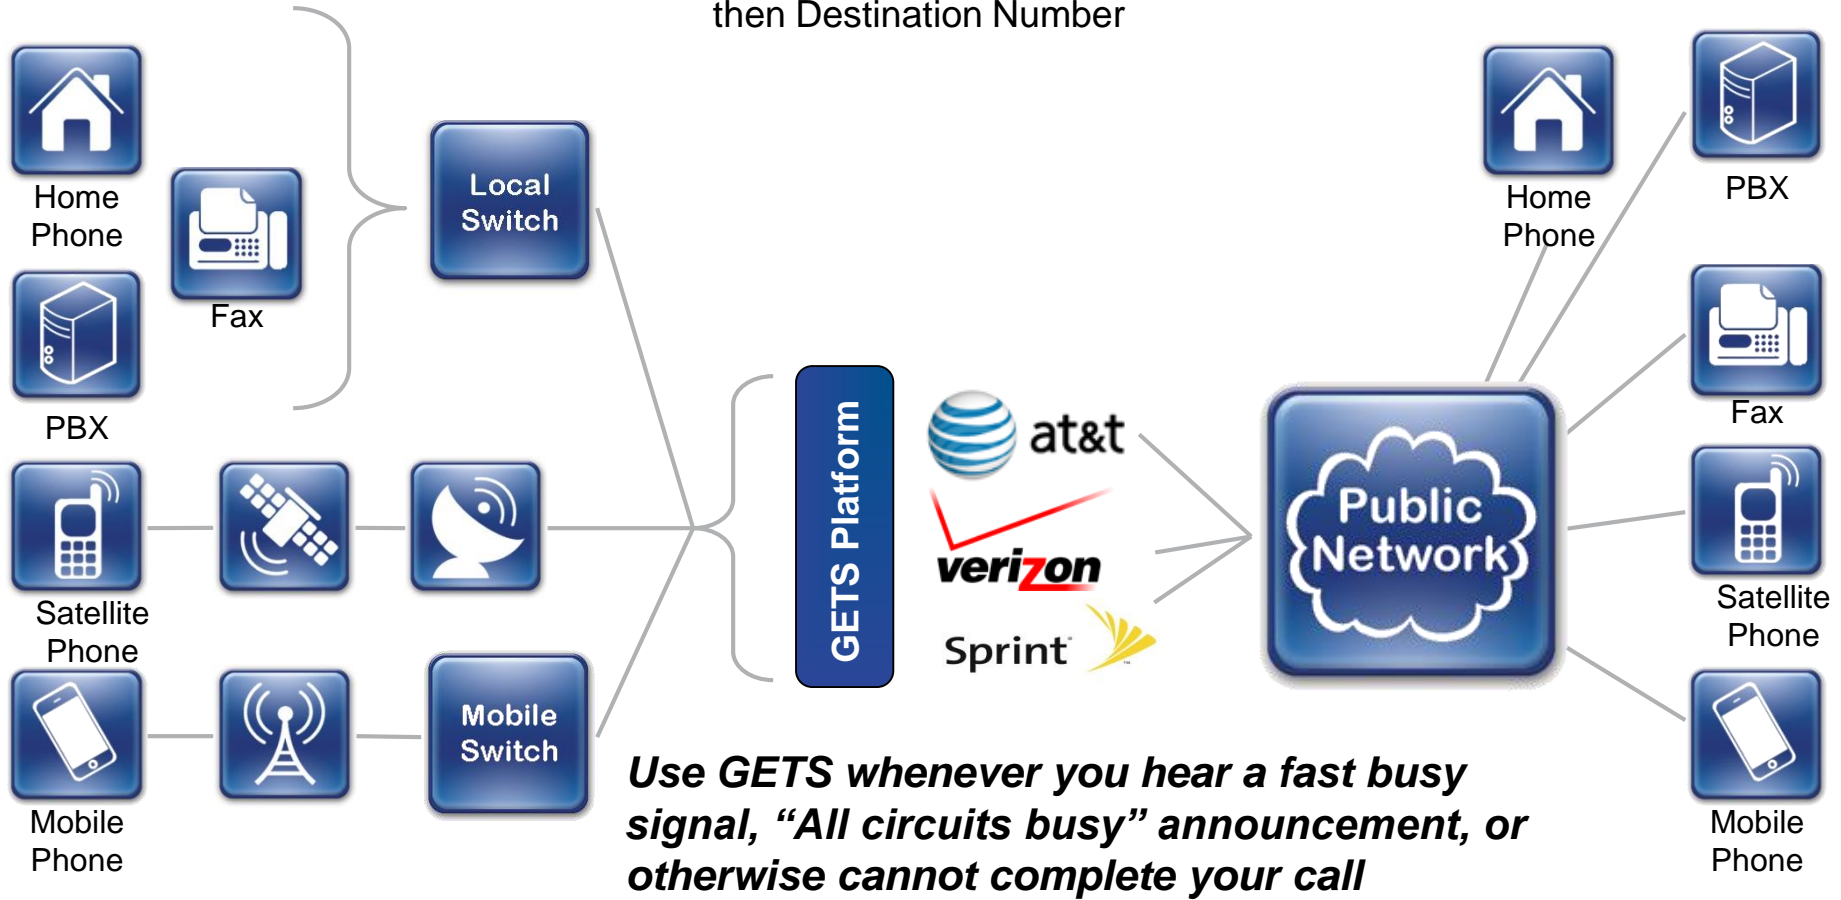 then Destination Number
Home
Phone
Fax
PBX
Local
Switch
Satellite
Phone
Mobile
Phone
Mobile
Switch
GETS Platform
at&t
verizon
Sprint
Public
Network
Home
Phone
PBX
Fax
Satellite
Phone
Mobile
Phone
Use GETS whenever you hear a fast busy
signal, “All circuits busy” announcement, or
otherwise cannot complete your call